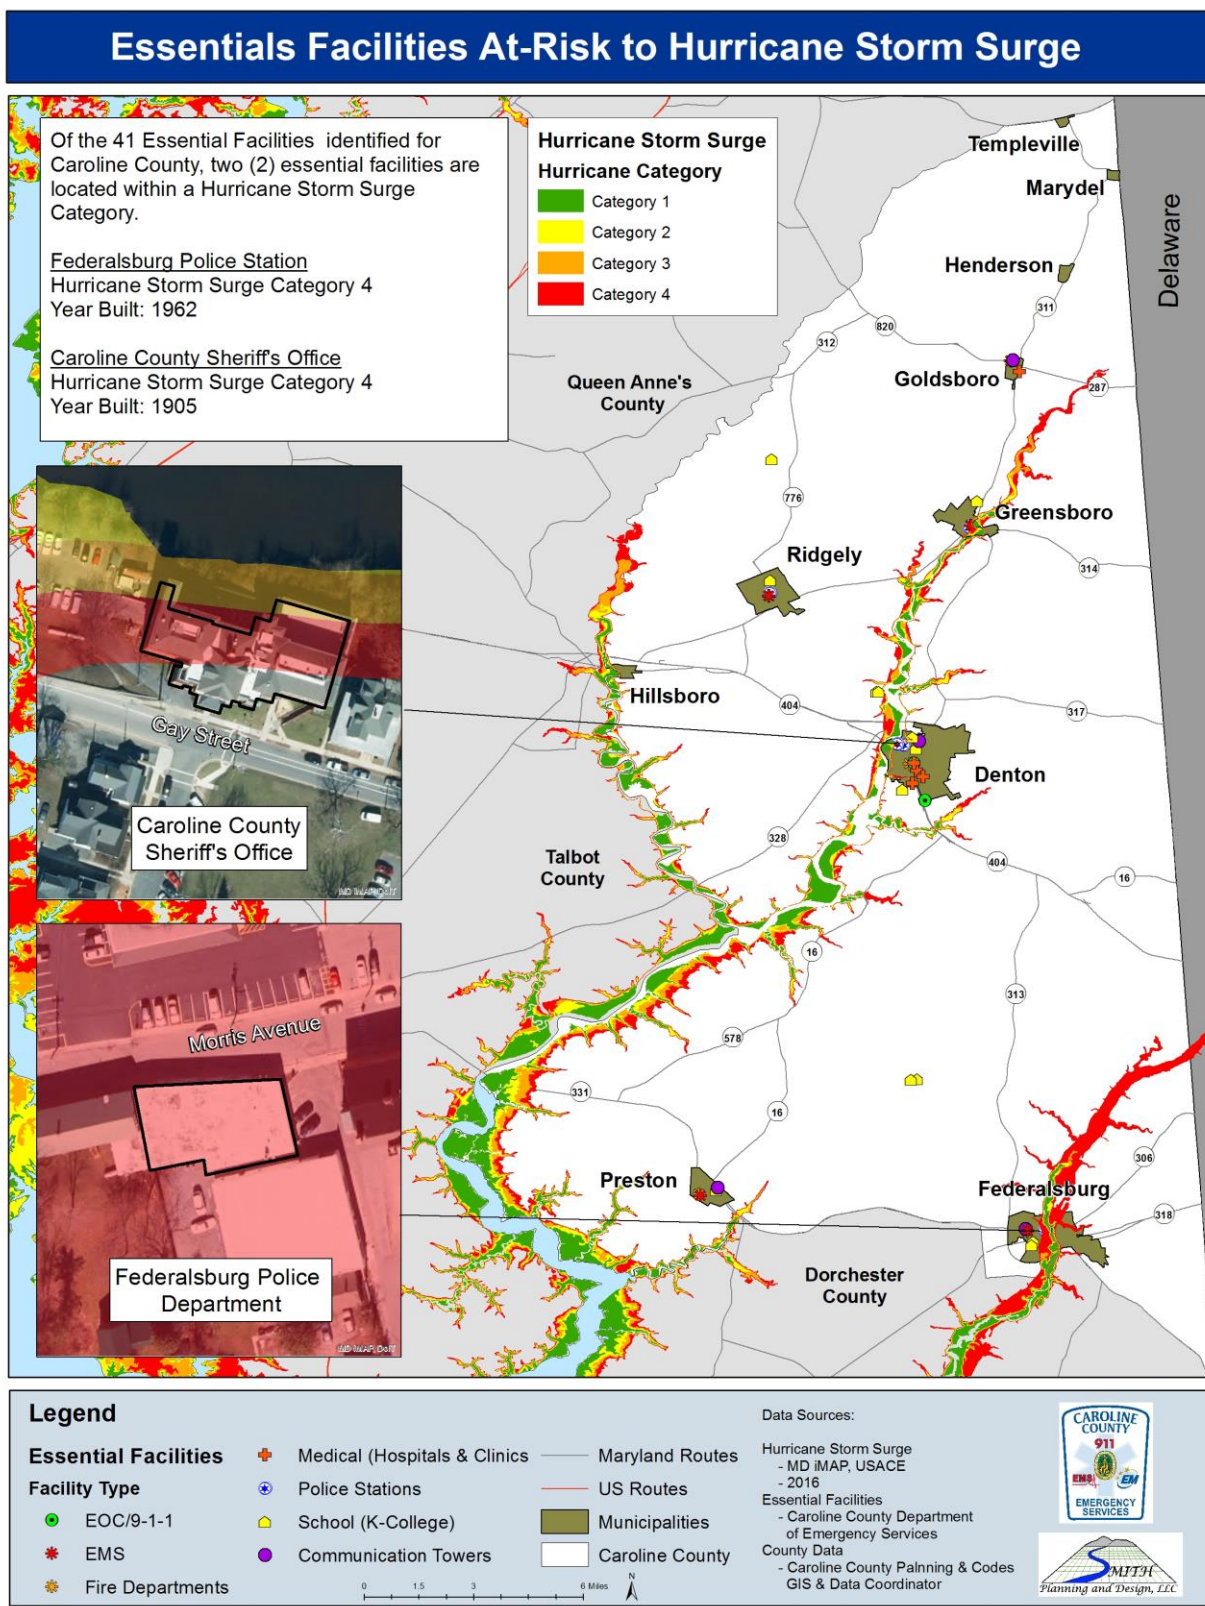 Essentials Facilities At-Risk to Hurricane Storm Surge
Of the 41 Essential Facilities identified for
Caroline County, two (2) essential facilities are
located within a Hurricane Storm Surge
Category.
Federalsburg Police Station
Hurricane Storm Surge Category 4
Year Built: 1962
Caroline County Sheriff's Office
Hurricane Storm Surge Category 4
Year Built: 1905
Hurricane Storm Surge
Hurricane Category
Category 1
Category 2
Category 3
Category 4
Templeville
Marydel
Delaware
Henderson
311
820
312
Goldsboro
287
Queen Anne's
County
776
Greensboro
Ridgely
314
Hillsboro
404
317
Denton
328
Talbot
County
404
16
16
313
578
331
16
306
Preston
Federalsburg
318
Dorchester
County
Gay Street
Caroline County
Sheriff's Office
MD iMAP, DoIT
Morris Avenue
Federalsburg Police
Department
MD iMAP, DoIT
Legend
Essential Facilities
Facility Type
EOC/9-1-1
EMS
Fire Departments
Medical (Hospitals & Clinics
Police Stations
School (K-College)
Communication Towers
Maryland Routes
US Routes
Municipalities
Caroline County
0 1.5 3 6 Miles
N
Data Sources:
Hurricane Storm Surge
- MD iMAP, USACE
- 2016
Essential Facilities
- Caroline County Department
of Emergency Services
County Data
- Caroline County Palnning & Codes
GIS & Data Coordinator
CAROLINE
COUNTY
911
EMS
EM
EMERGENCY
SERVICES
SMITH
Planning and Design, LLC